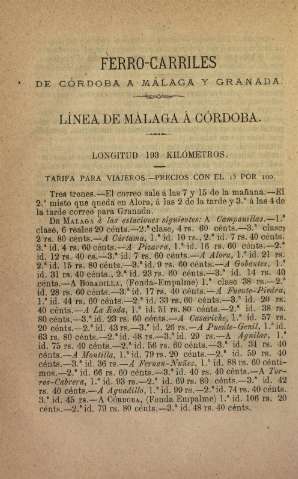 FERRO-CARRILES
DE CÓRDOBA A MÁLAGA Y GRANADA.
LÍNEA DE MÁLAGA Á CÓRDOBA.
LONGITUD 193 KILÓMETROS.
TARIFA PARA VIAJEROS.—PRECIOS CON EL 15 POR 100.
Tres trenes.—El correo sale á las 7 y 15 de la mañana.—El
2.° misto que queda en Alora, á las 2 de la tarde y 3.° á las 4 de
la tarde correo para Granada.
De MÁLAGA á las estaciones siguientes: A Campanillas.—1.ª
clase, 6 reales 20 cénts.—2.ª clase, 4 rs. 60 cénts.—3.ª clase,
2 rs. 80 cents.—A Cártama, 1.ª id. 10 rs., 2.ª id. 7 rs. 40 cénts.
3.ª id. 4 rs. 60 cénts.—A Pizarra, 1.ª id. 16 rs. 60 cénts.—2.ª
id. 12 rs. 40 cs.—3.ª id. 7 rs. 60 cénts.—A Alora, 1.ª id. 21 rs.
2.ª id. 15 rs. 80 cénts.—3.ª id. 9 rs. 60 cénts.—A Gobantes, 1.ª
id. 31 rs. 40 cénts. 2.ª id. 23 rs. 60 cénts.—3.ª id. 14 rs. 40
cents.—A BOBADILLA, (Fonda-Empalme) 1.ª clase 38 rs.—2.ª
id. 28 rs. 60 cénts.—3.ª id. 17 rs. 40 cénts.—A Fuente-Piedra,
1.ª id. 44 rs. 60 cénts.—2.ª id. 33 rs. 60 cénts.—3.ª id. 20 rs.
40 cénts.—A La Roda, 1.ª id. 51 rs. 80 cénts.—2.ª id. 38 rs.
80 cénts.—3.ª id. 23 rs. 60 cénts.—A Casariche, 1.ª id. 57 rs.
20 cénts.—2.ª id. 43 rs.—3.ª id. 26 rs.—A Puente-Genil, 1.ª id.
63 rs. 80 cénts.—2.ª id. 48 rs.—3.ª id. 29 rs.—A Aguilar, 1.ª
id. 75 rs. 40 cénts.—2.ª id. 56 rs. 60 cénts.—3.ª id. 34 rs. 40
cénts.—A Montilla, 1.ª id. 79 rs. 20 cénts.—2.ª id. 59 rs. 40
cénts.—3.ª id. 36 rs.—A Fernan-Nuñez, 1.ª id. 88 rs. 60 cénti-
mos.—2.ª id. 66 rs. 60 cénts.—3.ª id. 40 rs. 40 cénts.—A Tor-
res-Cabrera, 1.ª id. 93 rs.—2.ª id. 69 rs. 80 cénts.—3.ª id. 42
rs. 40 cénts.—A 1.ª id. 99 rs.—2.ª id. 74 rs. 40 cénts.
3.ª id. 45 rs.—A CÓRDOBA, (Fonda Empalme) 1.ª id. 106 rs. 20
cénts.—2.ª id. 79 rs. 80 cénts.—3.ª id. 48 rs. 40 cénts.